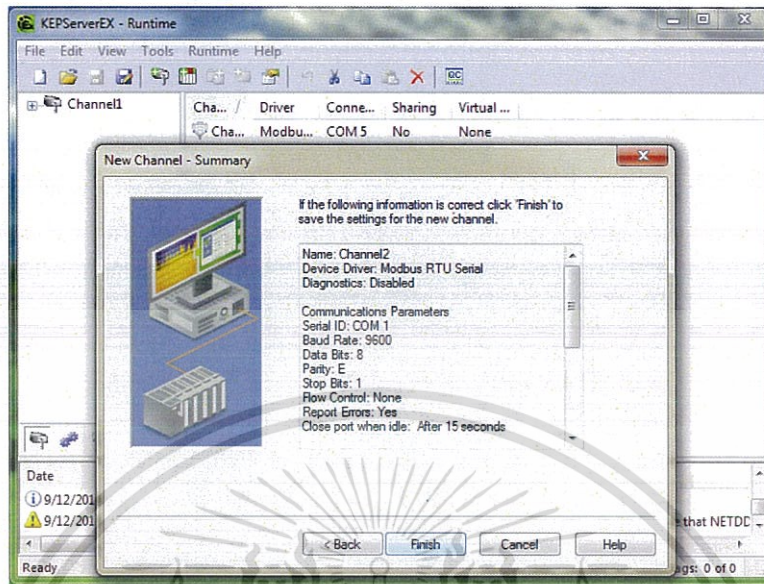 KEPServerEX - Runtime
File Edit View Tools Runtime Help
Channel1
Cha... / Driver Conne... Sharing Virtual ...
Cha... Modbu... COM 5 No None
New Channel - Summary
If the following information is correct click 'Finish' to
save the settings for the new channel.
Name: Channel2
Device Driver: Modbus RTU Serial
Diagnostics: Disabled
Communications Parameters
Serial ID: COM 1
Baud Rate: 9600
Data Bits: 8
Parity: E
Stop Bits: 1
Flow Control: None
Report Errors: Yes
Close port when idle: After 15 seconds
Date
9/12/201
9/12/201 that NETDD
< Back Finish Cancel Help
Ready ags: 0 of 0